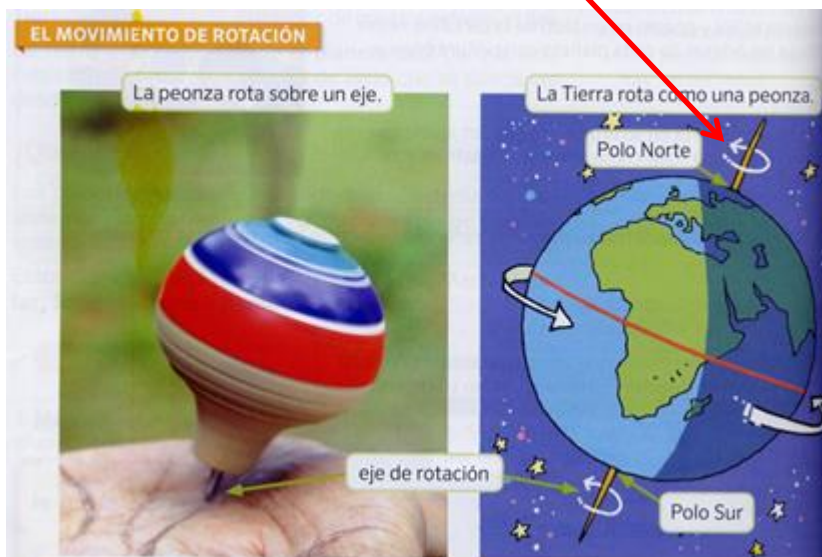 EL MOVIMIENTO DE ROTACIÓN
La peonza rota sobre un eje.
La Tierra rota como una peonza.
Polo Norte
eje de rotación
Polo Sur